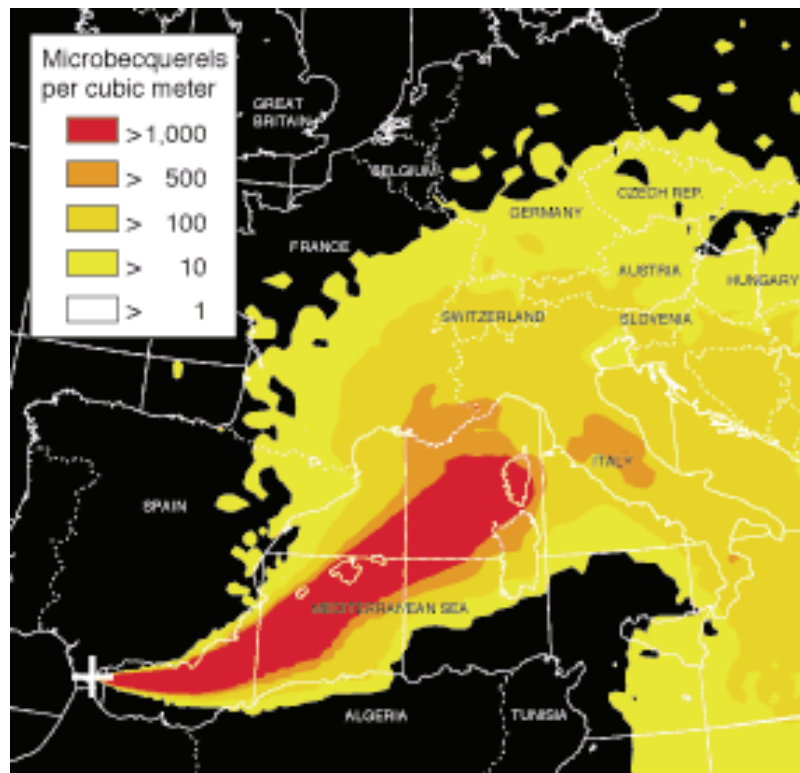 Microbecquerels
per cubic meter
>1,000
> 500
> 100
> 10
> 1
GREAT
BRITAIN
BELGIUM
CZECH REP.
GERMANY
FRANCE
AUSTRIA
HUNGARY
SWITZERLAND
SLOVENIA
ITALY
SPAIN
MEDITERRANEAN SEA
ALGERIA
TUNISIA